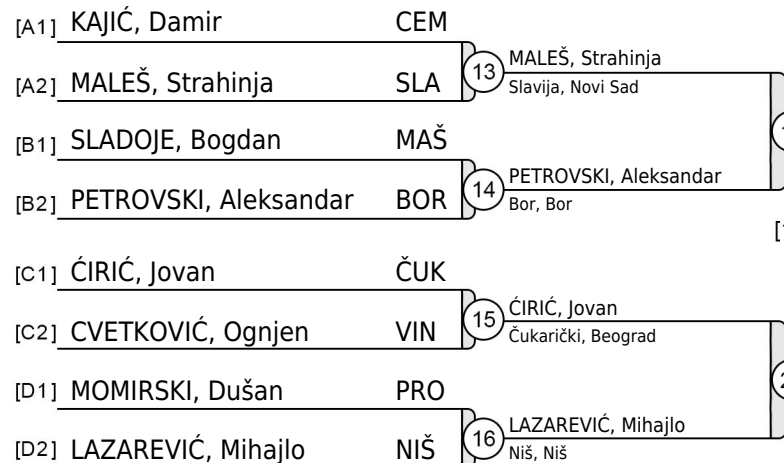 [A1] KAJIĆ, Damir CEM
[A2] MALEŠ, Strahinja SLA
13 MALEŠ, Strahinja
Slavija, Novi Sad
[B1] SLADOJE, Bogdan MAŠ
[B2] PETROVSKI, Aleksandar BOR
14 PETROVSKI, Aleksandar
Bor, Bor
[C1] ĆIRIĆ, Jovan ČUK
[C2] CVETKOVIĆ, Ognjen VIN
15 ĆIRIĆ, Jovan
Čukarički, Beograd
[D1] MOMIRSKI, Dušan PRO
[D2] LAZAREVIĆ, Mihajlo NIŠ
16 LAZAREVIĆ, Mihajlo
Niš, Niš